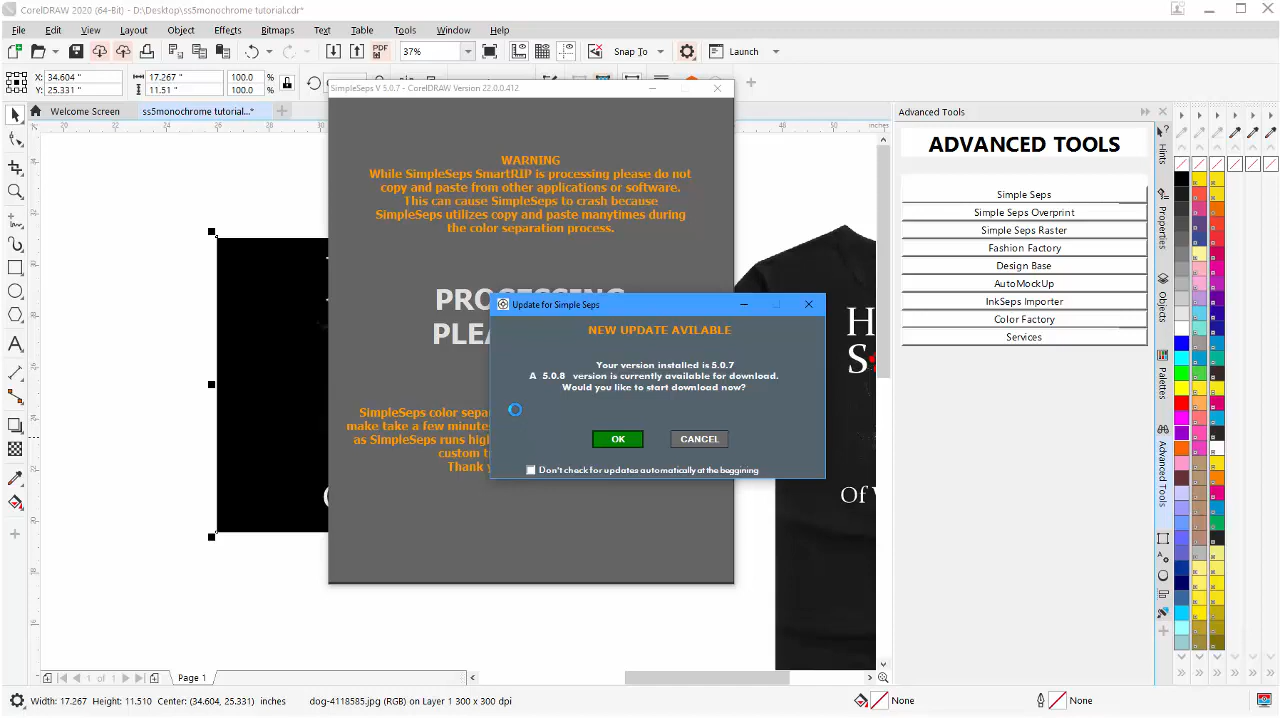 CorelDRAW 2020 (64-Bit) - D:\Desktop\ss5monochrome tutorial.cdr*
File Edit View Layout Object Effects Bitmaps Text Table Tools Window Help
PDF 37% Snap To Launch
X: 34.604 " 17.267 " 100.0 %
Y: 25.331 " 11.51 " 100.0 %
Welcome Screen ss5monochrome tutorial...*
inches
SimpleSeps V 5.0.7 - CorelDRAW Version 22.0.0.412
WARNING
While SimpleSeps SmartRIP is processing please do not
copy and paste from other applications or software.
This can cause SimpleSeps to crash because
SimpleSeps utilizes copy and paste manytimes during
the color separation process.
PROCESSING
PLEA
SimpleSeps color sepa
make take a few minutes
as SimpleSeps runs high
custom t
Thank y
Update for Simple Seps
NEW UPDATE AVILABLE
Your version installed is 5.0.7
A 5.0.8 version is currently available for download.
Would you like to start download now?
OK CANCEL
Don't check for updates automatically at the beggining
H
S
Of V
Advanced Tools
ADVANCED TOOLS
Simple Seps
Simple Seps Overprint
Simple Seps Raster
Fashion Factory
Design Base
AutoMockUp
InkSeps Importer
Color Factory
Services
Hints
Properties
Objects
Palettes
Advanced Tools
1 of 1
Page 1
Width: 17.267 Height: 11.510 Center: (34.604, 25.331) inches dog-4118585.jpg (RGB) on Layer 1 300 x 300 dpi None None